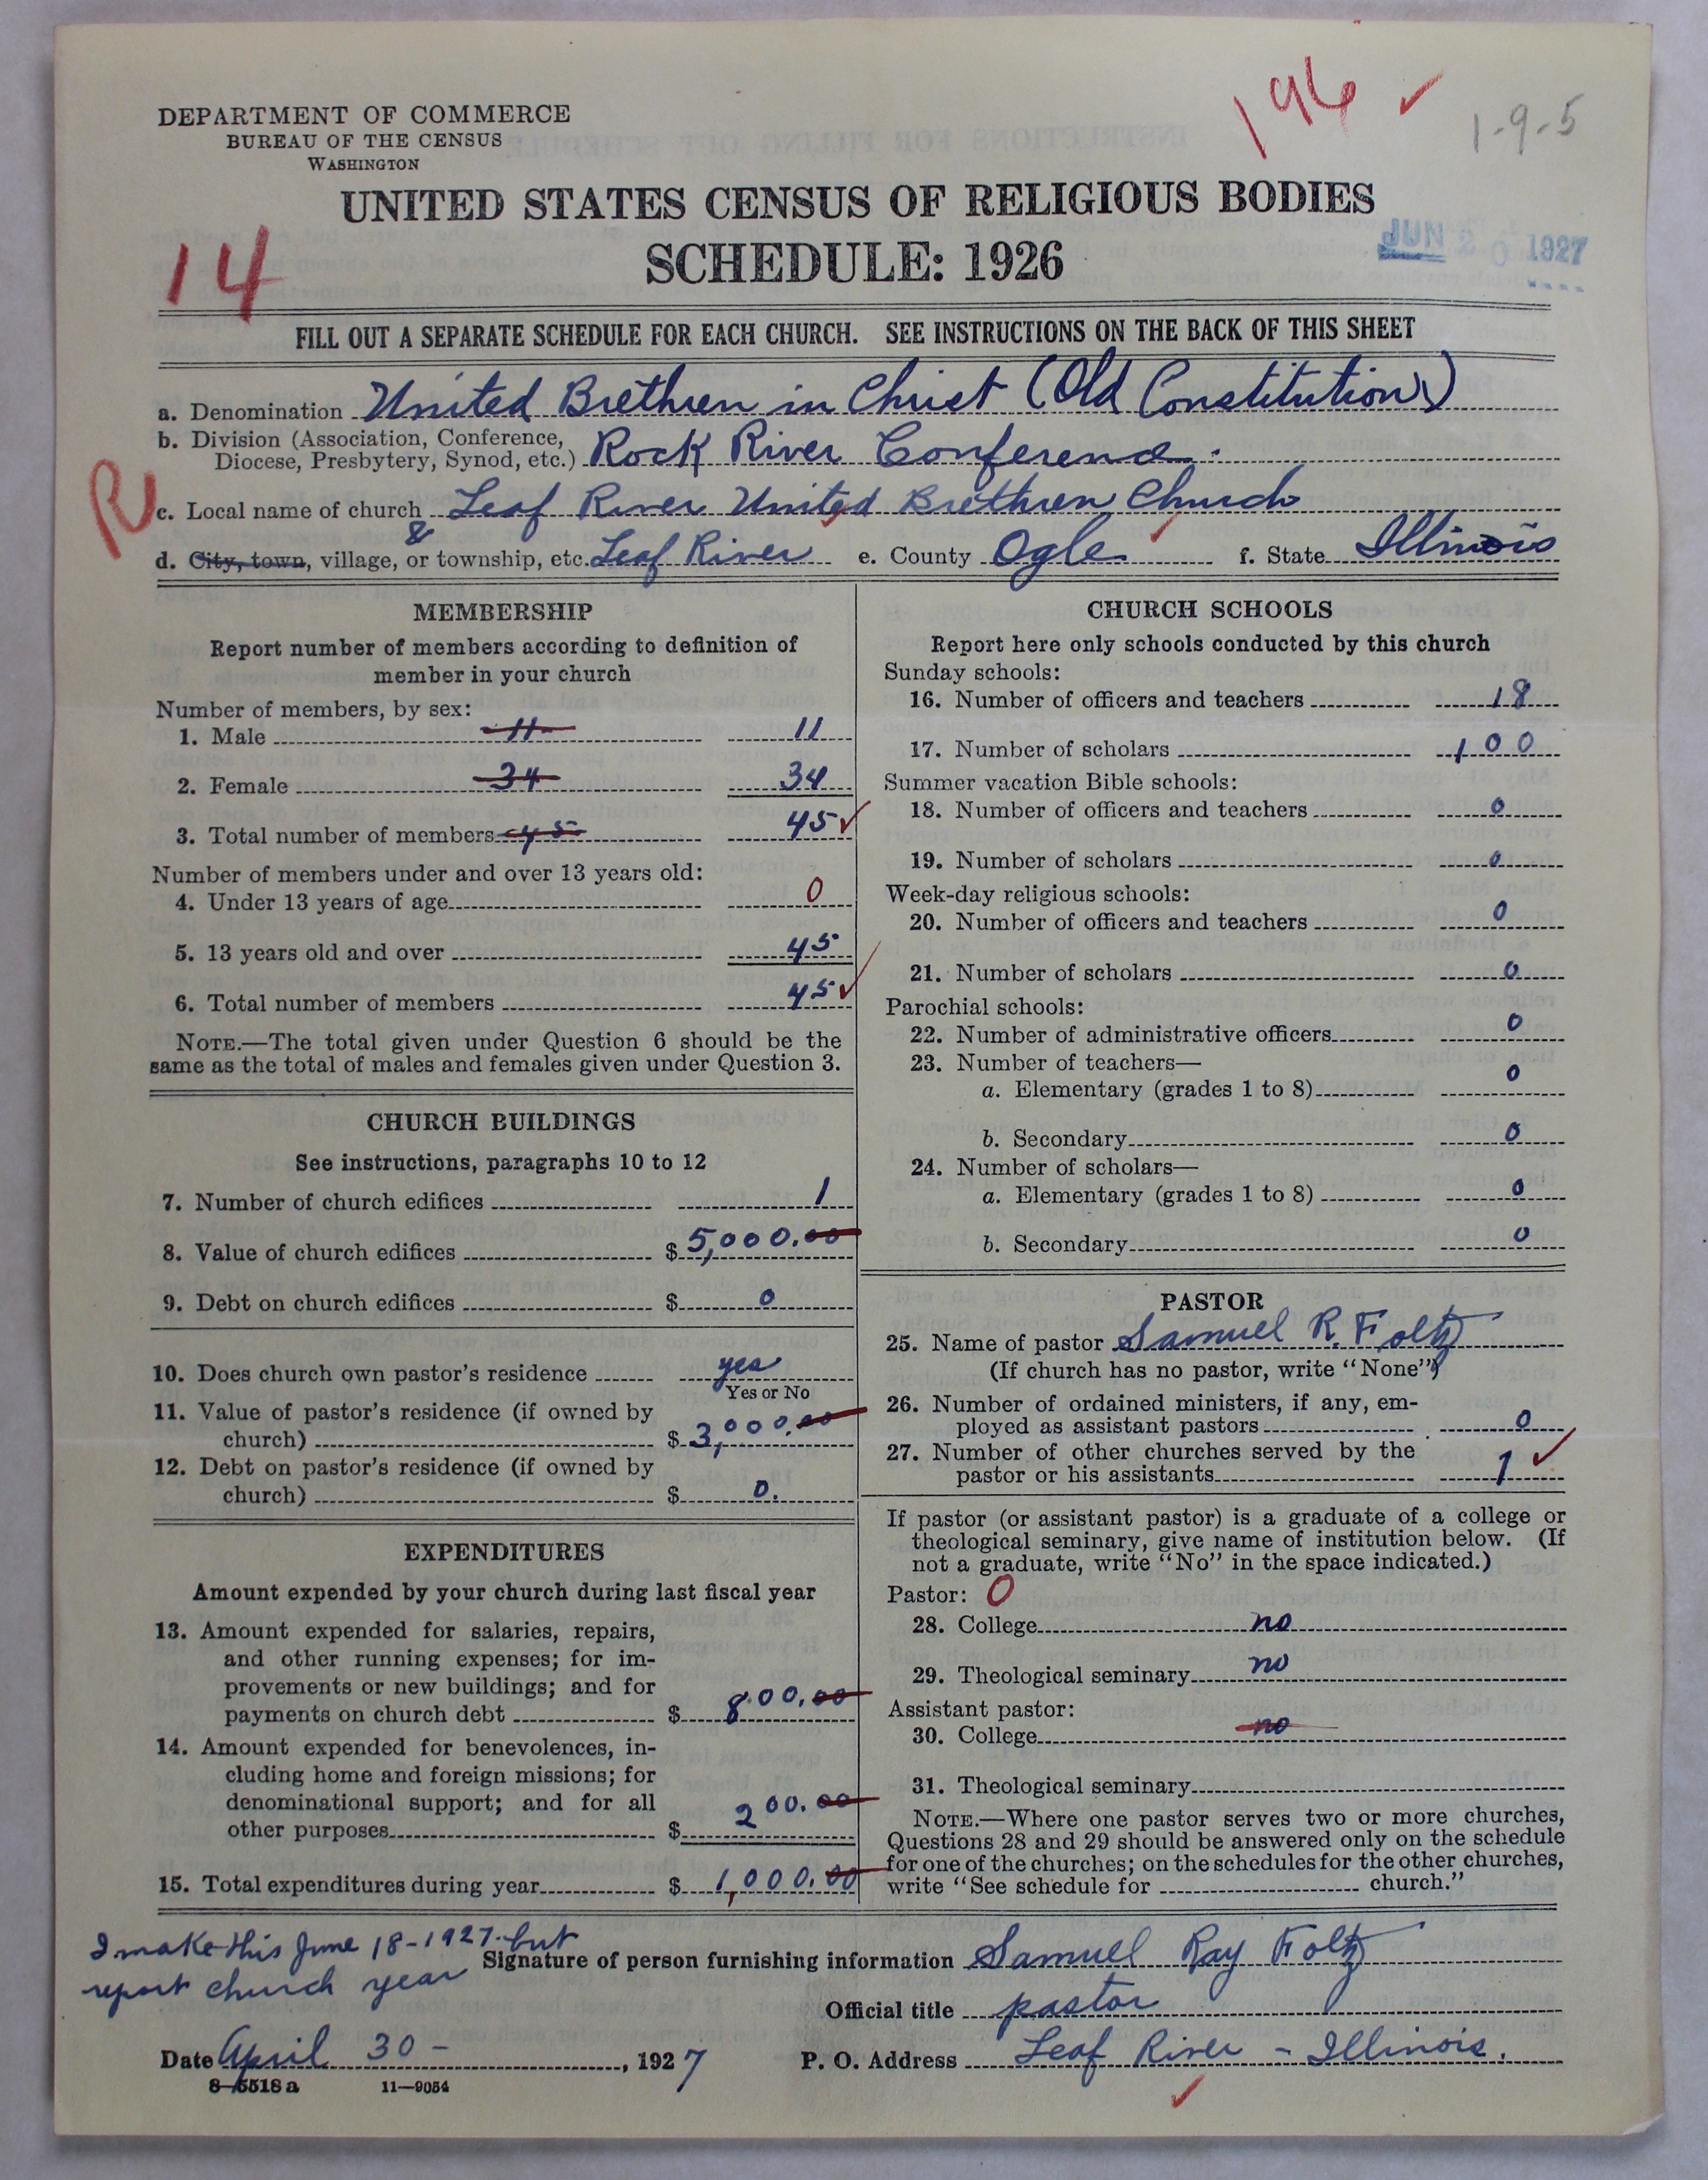 196 ✓
1-9-5
DEPARTMENT OF COMMERCE
BUREAU OF THE CENSUS
WASHINGTON
UNITED STATES CENSUS OF RELIGIOUS BODIES
SCHEDULE: 1926
14
JUN 20 1927
FILL OUT A SEPARATE SCHEDULE FOR EACH CHURCH. SEE INSTRUCTIONS ON THE BACK OF THIS SHEET
a. Denomination United Brethren in Christ (Old Constitution)
b. Division (Association, Conference,
Diocese, Presbytery, Synod, etc.) Rock River Conference.
R
c. Local name of church Leaf River United Brethren Church
d. City, town, village, & or township, etc. Leaf River e. County Ogle f. State Illinois
MEMBERSHIP
Report number of members according to definition of
member in your church
Number of members, by sex:
1. Male 11 11
2. Female 34 34
3. Total number of members 45 45 ✓
Number of members under and over 13 years old:
4. Under 13 years of age 0
5. 13 years old and over 45
6. Total number of members 45 ✓
NOTE.—The total given under Question 6 should be the
same as the total of males and females given under Question 3.
CHURCH BUILDINGS
See instructions, paragraphs 10 to 12
7. Number of church edifices 1
8. Value of church edifices $ 5,000.00
9. Debt on church edifices $ 0
10. Does church own pastor's residence yes
Yes or No
11. Value of pastor's residence (if owned by
church) $ 3,000.00
12. Debt on pastor's residence (if owned by
church) $ 0.
EXPENDITURES
Amount expended by your church during last fiscal year
13. Amount expended for salaries, repairs,
and other running expenses; for im-
provements or new buildings; and for
payments on church debt $ 800.00
14. Amount expended for benevolences, in-
cluding home and foreign missions; for
denominational support; and for all
other purposes $ 200.00
15. Total expenditures during year $ 1,000.00
CHURCH SCHOOLS
Report here only schools conducted by this church
Sunday schools:
16. Number of officers and teachers 18
17. Number of scholars 100
Summer vacation Bible schools:
18. Number of officers and teachers 0
19. Number of scholars 0
Week-day religious schools:
20. Number of officers and teachers 0
21. Number of scholars 0
Parochial schools:
22. Number of administrative officers 0
23. Number of teachers—
a. Elementary (grades 1 to 8) 0
b. Secondary 0
24. Number of scholars—
a. Elementary (grades 1 to 8) 0
b. Secondary 0
PASTOR
25. Name of pastor Samuel R. Foltz
(If church has no pastor, write "None")
26. Number of ordained ministers, if any, em-
ployed as assistant pastors 0
27. Number of other churches served by the
pastor or his assistants 1 ✓
If pastor (or assistant pastor) is a graduate of a college or
theological seminary, give name of institution below. (If
not a graduate, write "No" in the space indicated.)
Pastor: 0
28. College no
29. Theological seminary no
Assistant pastor:
30. College no
31. Theological seminary
NOTE.—Where one pastor serves two or more churches,
Questions 28 and 29 should be answered only on the schedule
for one of the churches; on the schedules for the other churches,
write "See schedule for church."
I make this June 18-1927 but
report church year
Signature of person furnishing information Samuel Ray Foltz
Official title pastor
Date April 30 - , 1927
P. O. Address Leaf River - Illinois.
8-5518 a 11-9054